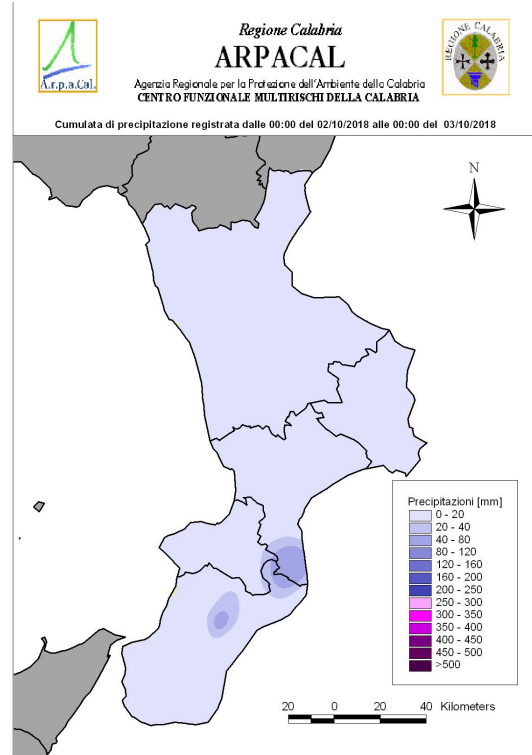 Regione Calabria
ARPACAL
Agenzia Regionale per la Protezione dell'Ambiente della Calabria
CENTRO FUNZIONALE MULTIRISCHI DELLA CALABRIA
A.r.p.a.Cal.
REGIONE CALABRIA
Cumulata di precipitazione registrata dalle 00:00 del 02/10/2018 alle 00:00 del 03/10/2018
N
Precipitazioni [mm]
0 - 20
20 - 40
40 - 80
80 - 120
120 - 160
160 - 200
200 - 250
250 - 300
300 - 350
350 - 400
400 - 450
450 - 500
>500
20 0 20 40 Kilometers